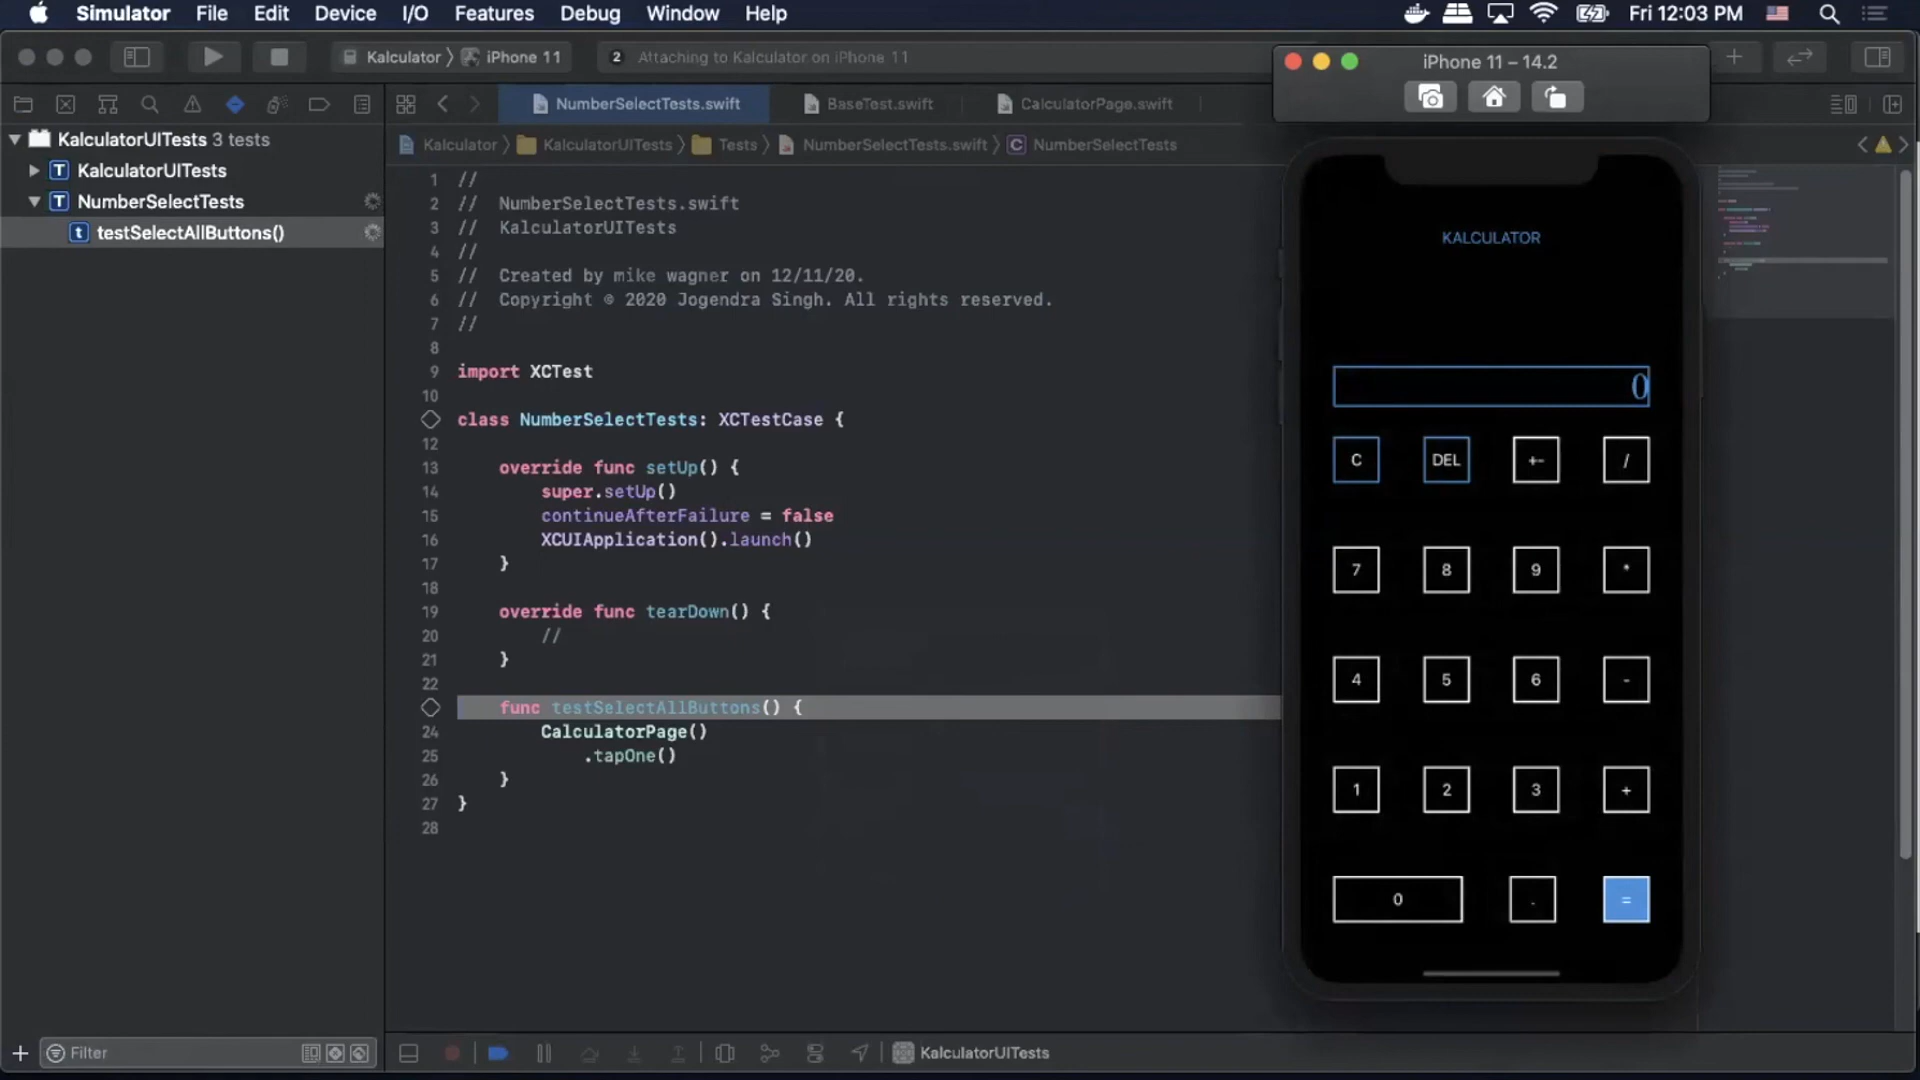 Simulator File Edit Device I/O Features Debug Window Help Fri 12:03 PM
Kalculator iPhone 11 2 Attaching to Kalculator on iPhone 11
iPhone 11 – 14.2
NumberSelectTests.swift BaseTest.swift CalculatorPage.swift
KalculatorUITests 3 tests
KalculatorUITests
NumberSelectTests
testSelectAllButtons()
Kalculator KalculatorUITests Tests NumberSelectTests.swift NumberSelectTests
1 //
2 // NumberSelectTests.swift
3 // KalculatorUITests
4 //
5 // Created by mike wagner on 12/11/20.
6 // Copyright © 2020 Jogendra Singh. All rights reserved.
7 //
8
9 import XCTest
10
class NumberSelectTests: XCTestCase {
12
13 override func setUp() {
14 super.setUp()
15 continueAfterFailure = false
16 XCUIApplication().launch()
17 }
18
19 override func tearDown() {
20 //
21 }
22
func testSelectAllButtons() {
24 CalculatorPage()
25 .tapOne()
26 }
27 }
28
KALCULATOR
0
C DEL +- /
7 8 9 *
4 5 6 -
1 2 3 +
0 . =
Filter
KalculatorUITests